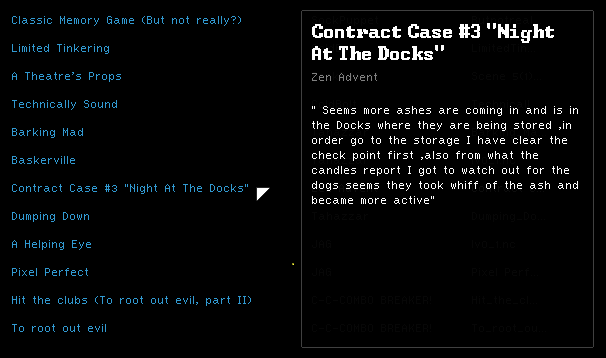 Classic Memory Game (But not really?)
Limited Tinkering
A Theatre's Props
Technically Sound
Barking Mad
Baskerville
Contract Case #3 "Night At The Docks"
Dumping Down
A Helping Eye
Pixel Perfect
Hit the clubs (To root out evil, part II)
To root out evil
Contract Case #3 "Night
At The Docks"
Zen Advent
" Seems more ashes are coming in and is in
the Docks where they are being stored ,in
order go to the storage I have clear the
check point first ,also from what the
candles report I got to watch out for the
dogs seems they took whiff of the ash and
became more active"